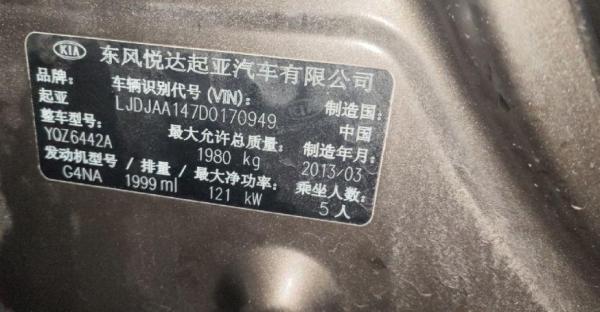 KIA 东风悦达起亚汽车有限公司
品牌: 车辆识别代号 (VIN): 制造国:
起亚 LJDJAA147D0170949 中国
整车型号: 最大允许总质量: 制造年月:
YQZ6442A 1980 kg 2013/03
发动机型号 / 排量 / 最大净功率: 乘坐人数:
G4NA 1999 ml 121 kW 5 人